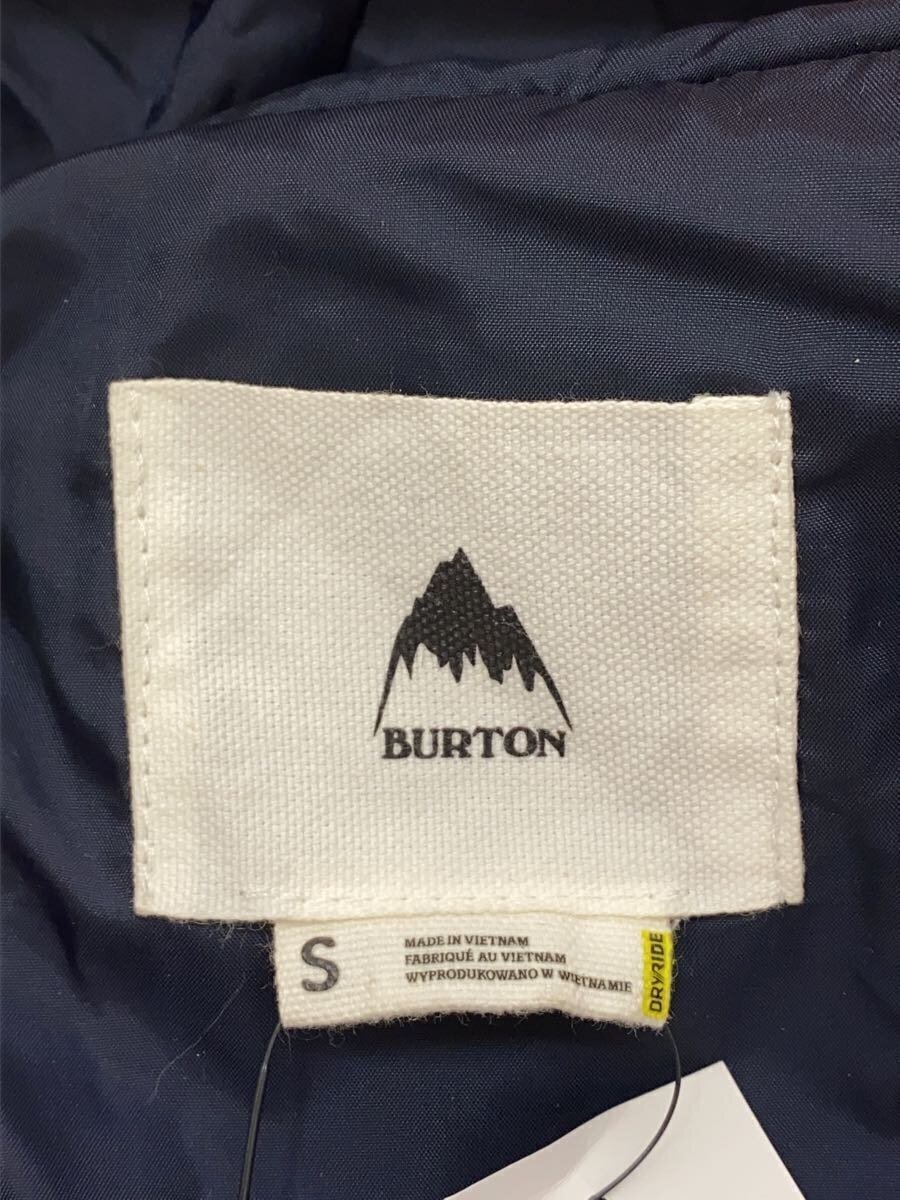 BURTON
S
MADE IN VIETNAM
FABRIQUÉ AU VIETNAM
WYPRODUKOWANO W WIETNAMIE
DRYRIDE